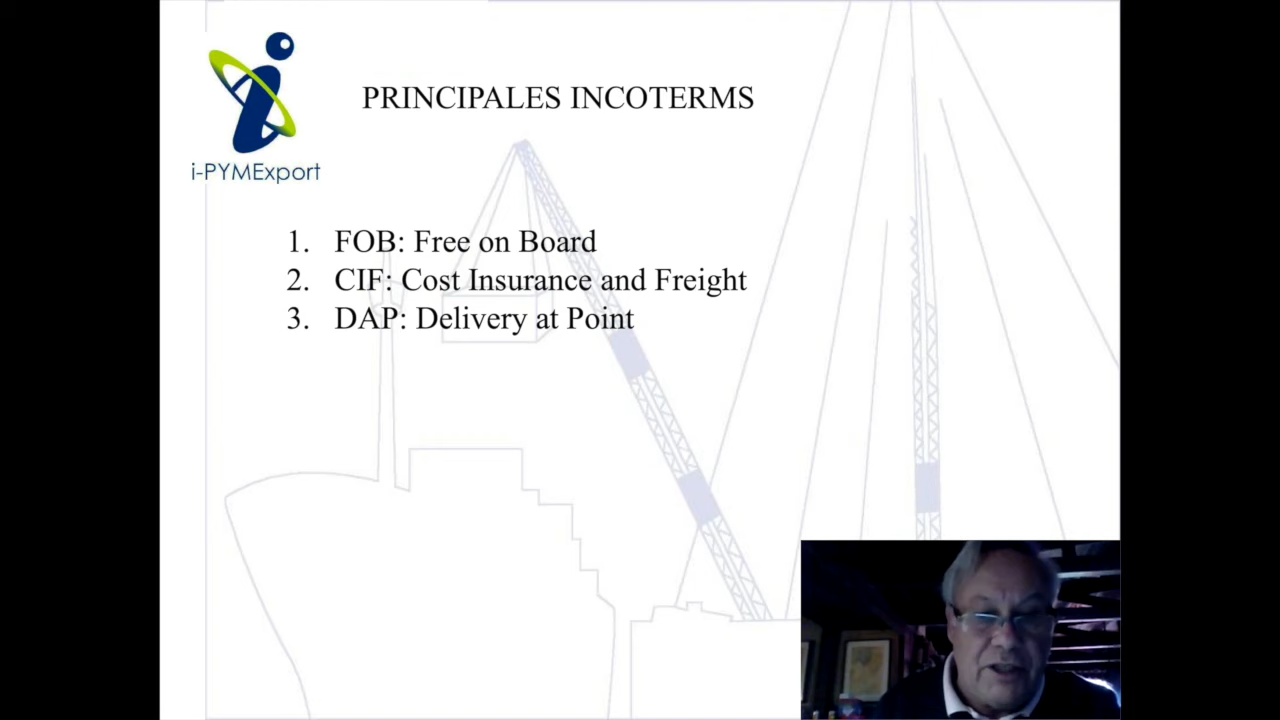 PRINCIPALES INCOTERMS
i-PYMExport
1. FOB: Free on Board
2. CIF: Cost Insurance and Freight
3. DAP: Delivery at Point